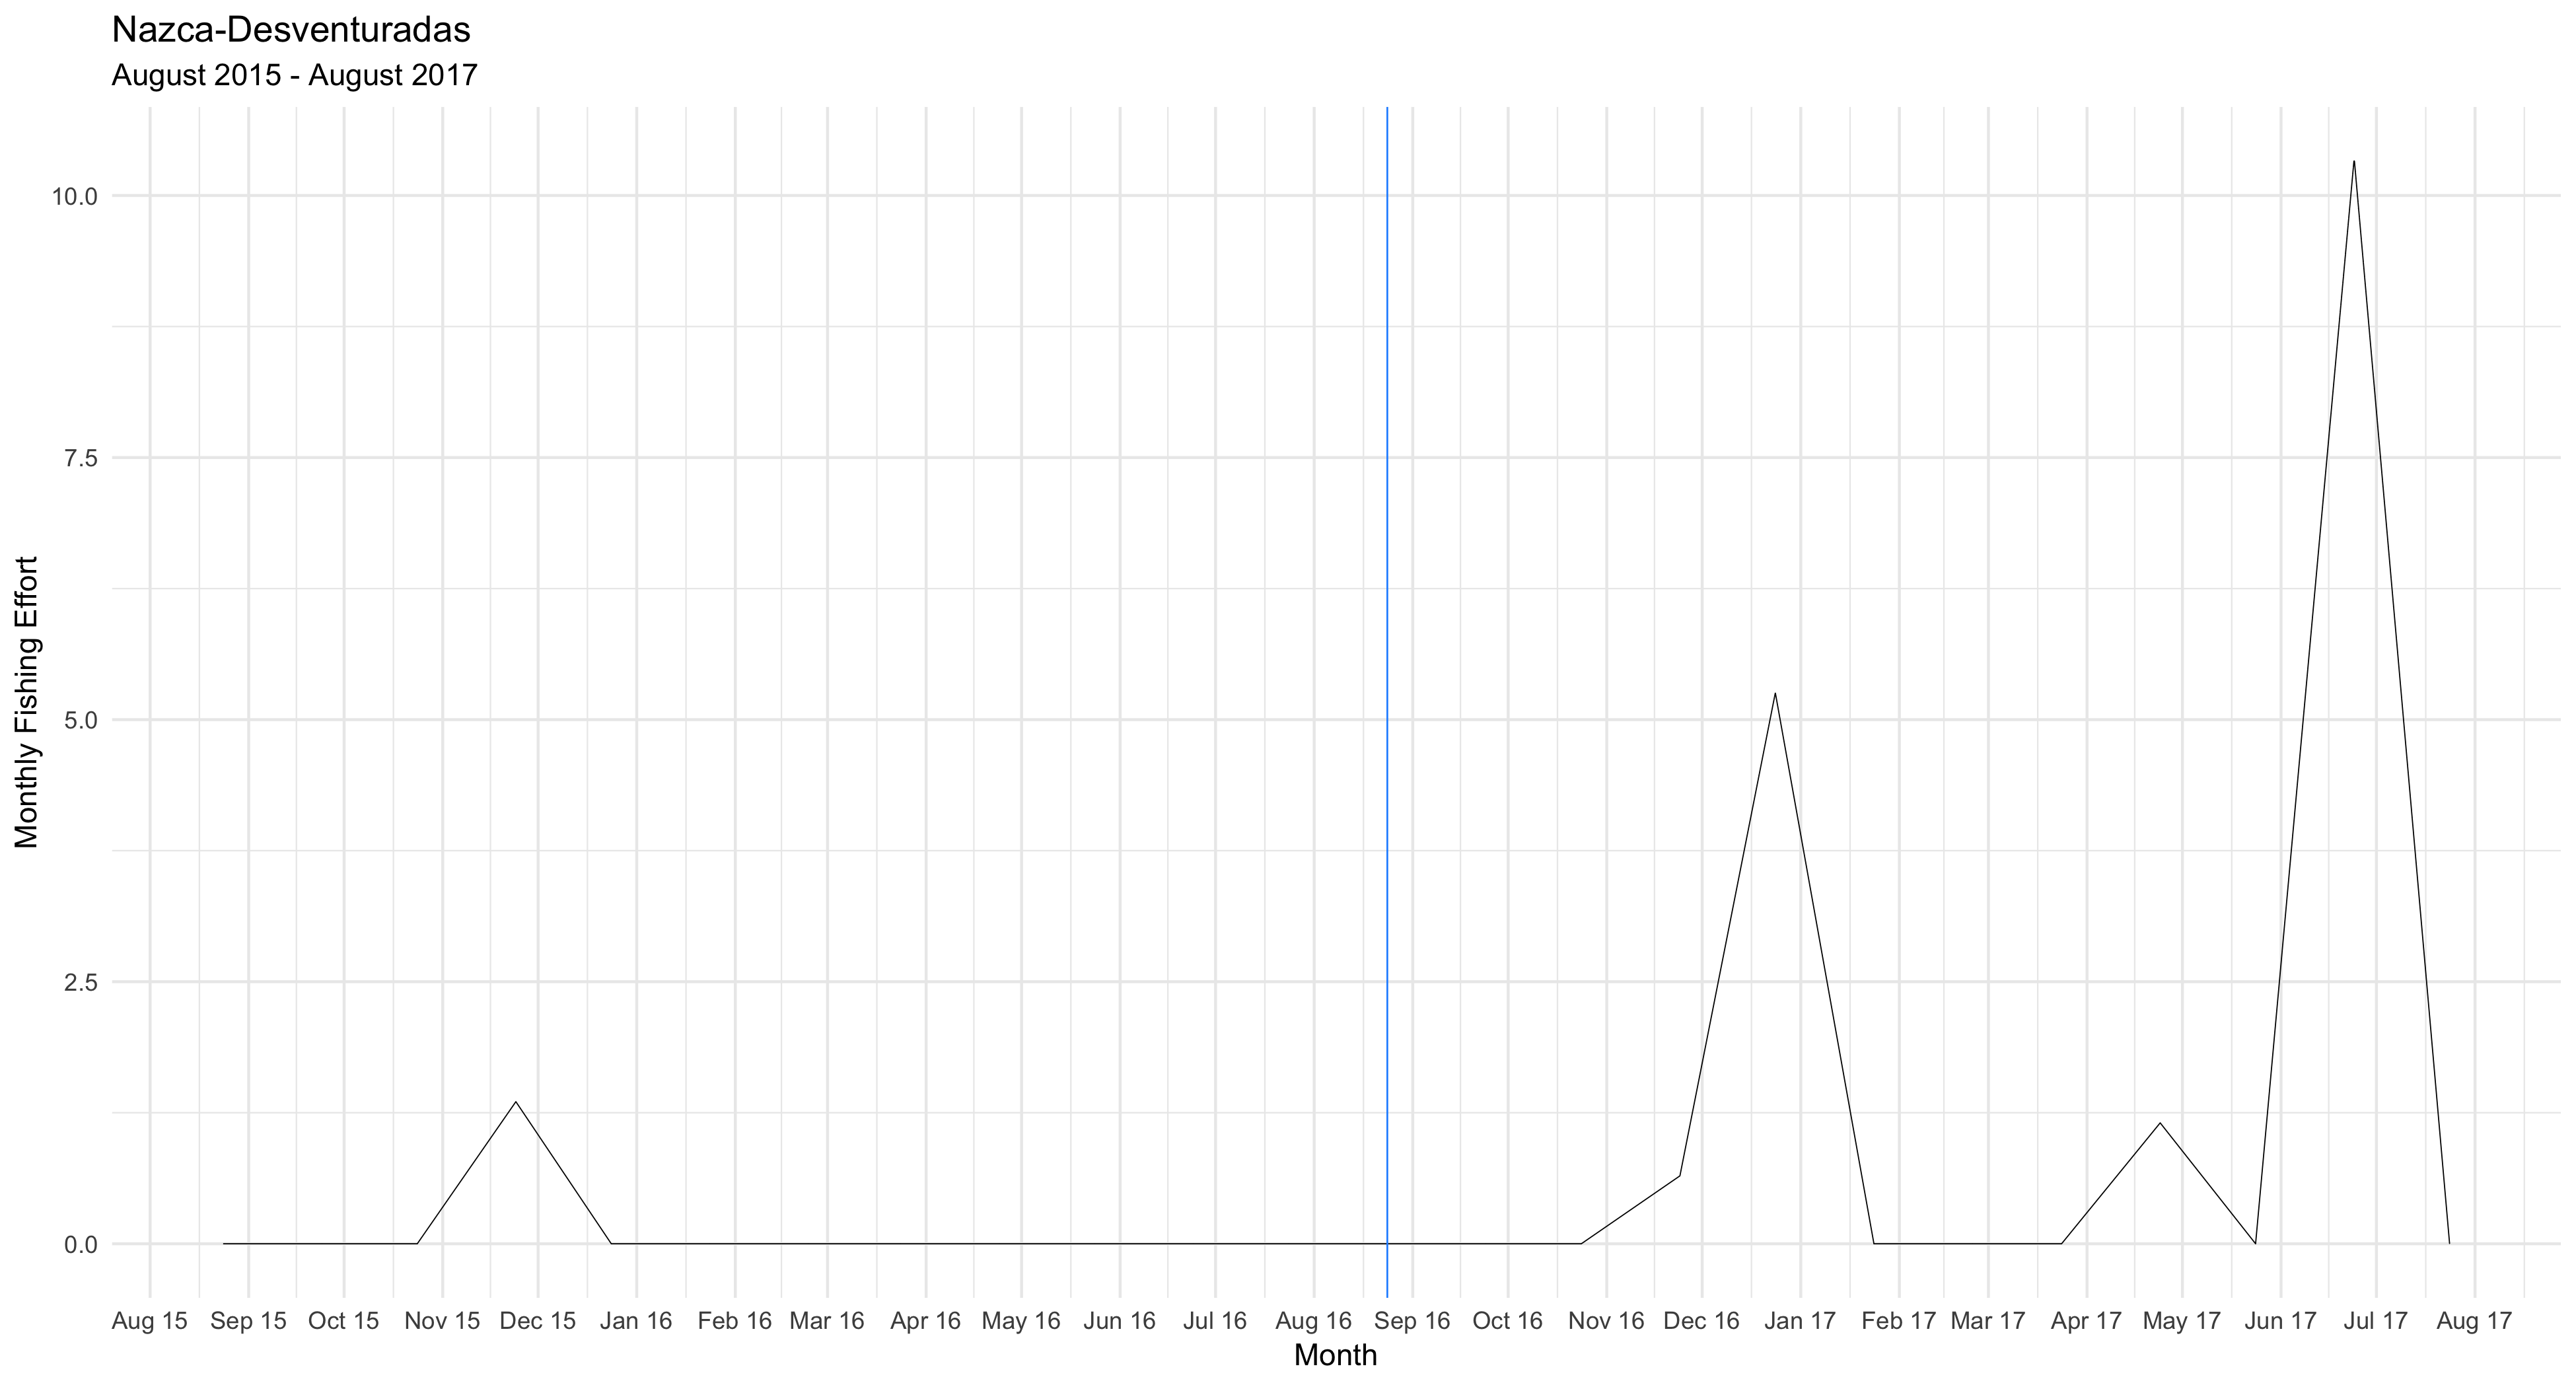 Nazca-Desventuradas
August 2015 - August 2017
Monthly Fishing Effort
10.0
7.5
5.0
2.5
0.0
Aug 15 Sep 15 Oct 15 Nov 15 Dec 15 Jan 16 Feb 16 Mar 16 Apr 16 May 16 Jun 16 Jul 16 Aug 16 Sep 16 Oct 16 Nov 16 Dec 16 Jan 17 Feb 17 Mar 17 Apr 17 May 17 Jun 17 Jul 17 Aug 17
Month